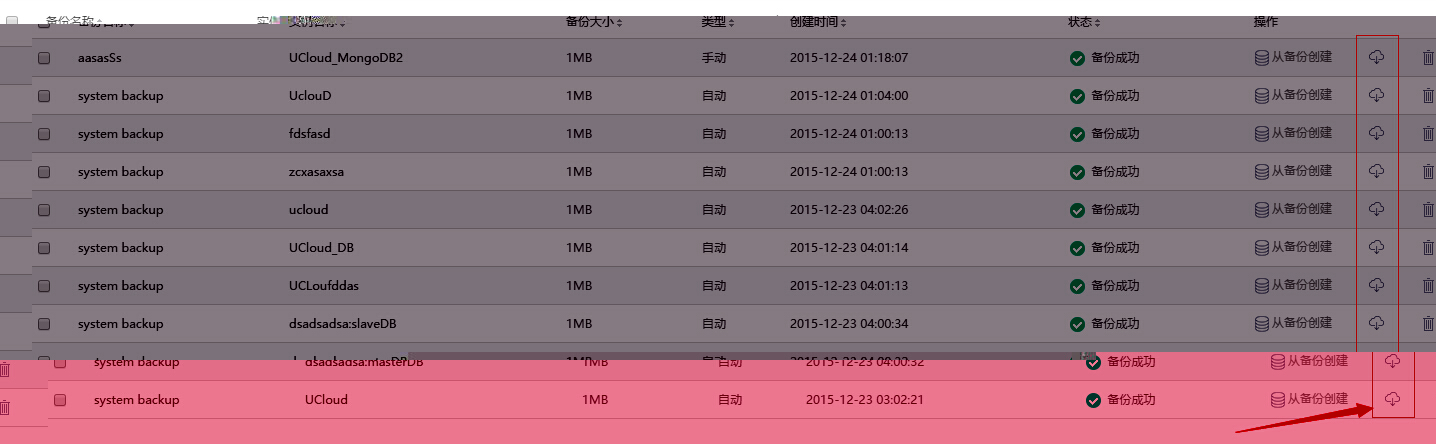 备份名称 实例名称 备份大小 类型 创建时间 状态 操作
aasasSs UCloud_MongoDB2 1MB 手动 2015-12-24 01:18:07 备份成功 从备份创建
system backup UclouD 1MB 自动 2015-12-24 01:04:00 备份成功 从备份创建
system backup fdsfasd 1MB 自动 2015-12-24 01:00:13 备份成功 从备份创建
system backup zcxasaxsa 1MB 自动 2015-12-24 01:00:13 备份成功 从备份创建
system backup ucloud 1MB 自动 2015-12-23 04:02:26 备份成功 从备份创建
system backup UCloud_DB 1MB 自动 2015-12-23 04:01:14 备份成功 从备份创建
system backup UCLoufddas 1MB 自动 2015-12-23 04:01:13 备份成功 从备份创建
system backup dsadsadsa:slaveDB 1MB 自动 2015-12-23 04:00:34 备份成功 从备份创建
system backup dsadsadsa:masterDB 1MB 自动 2015-12-23 04:00:32 备份成功 从备份创建
system backup UCloud 1MB 自动 2015-12-23 03:02:21 备份成功 从备份创建